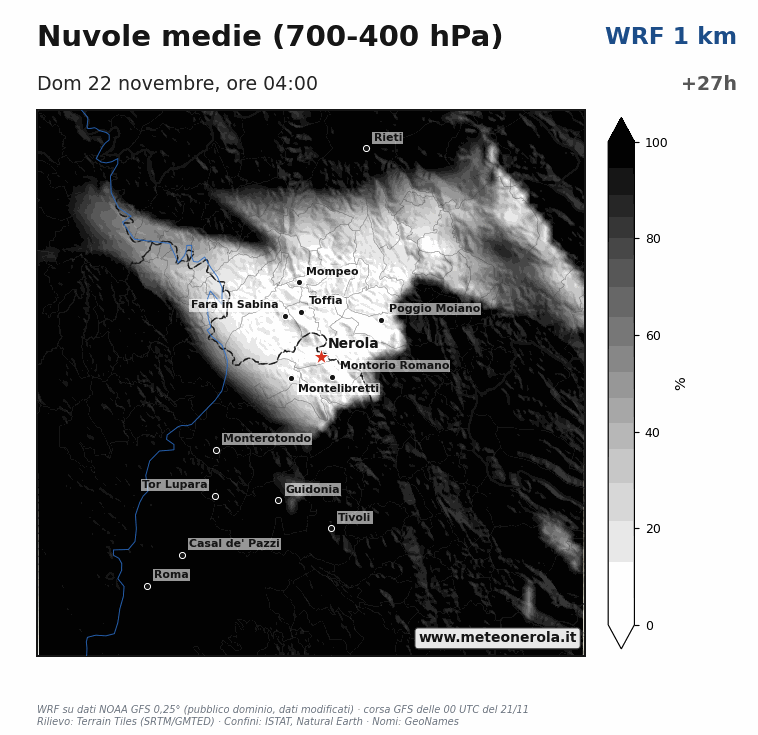 Nuvole medie (700-400 hPa)
WRF 1 km
Dom 22 novembre, ore 04:00
+27h
Rieti
Mompeo
Toffia
Fara in Sabina
Poggio Moiano
Nerola
Montorio Romano
Montelibretti
Monterotondo
Tor Lupara
Guidonia
Tivoli
Casal de' Pazzi
Roma
www.meteonerola.it
100
80
60
40
20
0
%
WRF su dati NOAA GFS 0,25° (pubblico dominio, dati modificati) · corsa GFS delle 00 UTC del 21/11
Rilievo: Terrain Tiles (SRTM/GMTED) · Confini: ISTAT, Natural Earth · Nomi: GeoNames